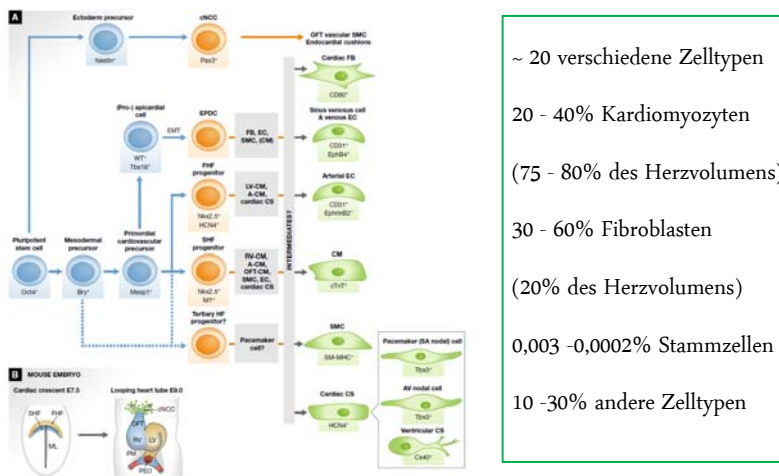 A
Ectoderm precursor
Nestin⁺
cNCC
Pax3⁺
OFT vascular SMC
Endocardial cushions
Cardiac FB
CD90⁺
(Pro-) epicardial
cell
WT⁺
Tbx18⁺
EMT
EPDC
FB, EC,
SMC, (CM)
Sinus venosus cell
& venous EC
CD31⁺
EphB4⁺
FHF
progenitor
Nkx2.5⁺
HCN4⁺
LV-CM,
A-CM,
cardiac CS
Arterial EC
CD31⁺
EphrinB2⁺
Pluripotent
stem cell
Oct4⁺
Mesodermal
precursor
Bry⁺
Primordial
cardiovascular
precursor
Mesp1⁺
SHF
progenitor
Nkx2.5⁺
Isl1⁺
RV-CM,
A-CM,
OFT-CM,
SMC, EC,
cardiac CS
INTERMEDIATES?
CM
cTnT⁺
Tertiary HF
progenitor?
Pacemaker
cell?
SMC
SM-MHC⁺
Cardiac CS
HCN4⁺
Pacemaker (SA nodal) cell
Tbx3⁺
AV nodal cell
Tbx3⁺
Ventricular CS
Cx40⁺
B MOUSE EMBRYO
Cardiac crescent E7.5
SHF FHF
ML
Looping heart tube E9.0
cNCC
OFT
RV LV
PM
PEO
~ 20 verschiedene Zelltypen
20 - 40% Kardiomyozyten
(75 - 80% des Herzvolumens)
30 - 60% Fibroblasten
(20% des Herzvolumens)
0,003 -0,0002% Stammzellen
10 -30% andere Zelltypen